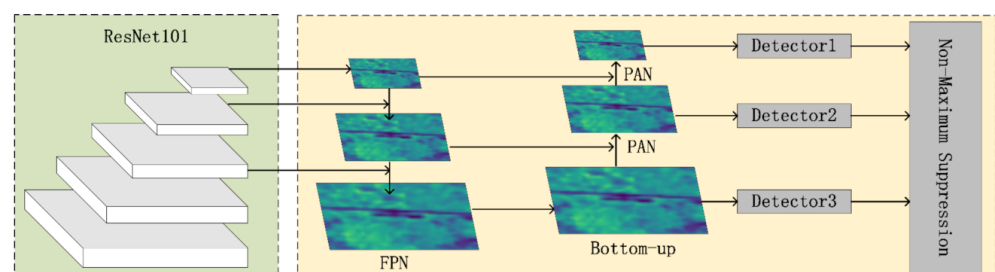 ResNet101
PAN
PAN
FPN
Bottom-up
Detector1
Detector2
Detector3
Non-Maximum Suppression